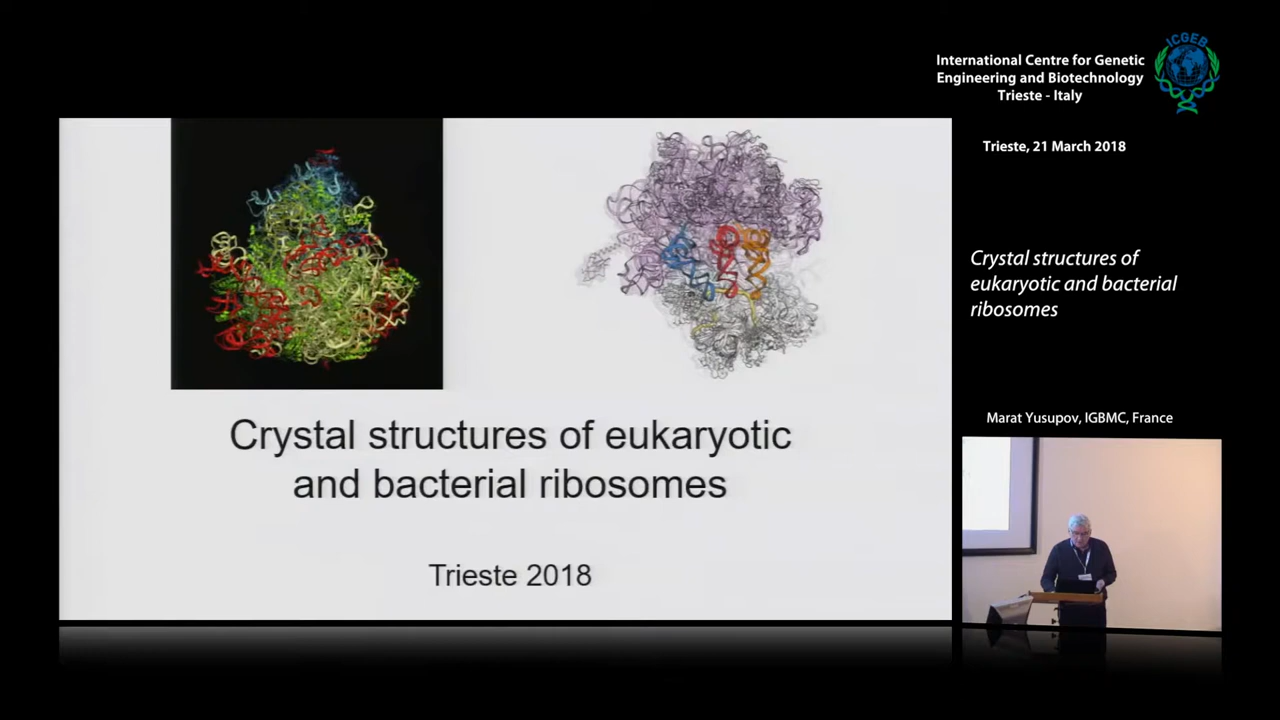 ICGEB
International Centre for Genetic
Engineering and Biotechnology
Trieste - Italy
Trieste, 21 March 2018
Crystal structures of
eukaryotic and bacterial
ribosomes
Marat Yusupov, IGBMC, France
Crystal structures of eukaryotic
and bacterial ribosomes
Trieste 2018